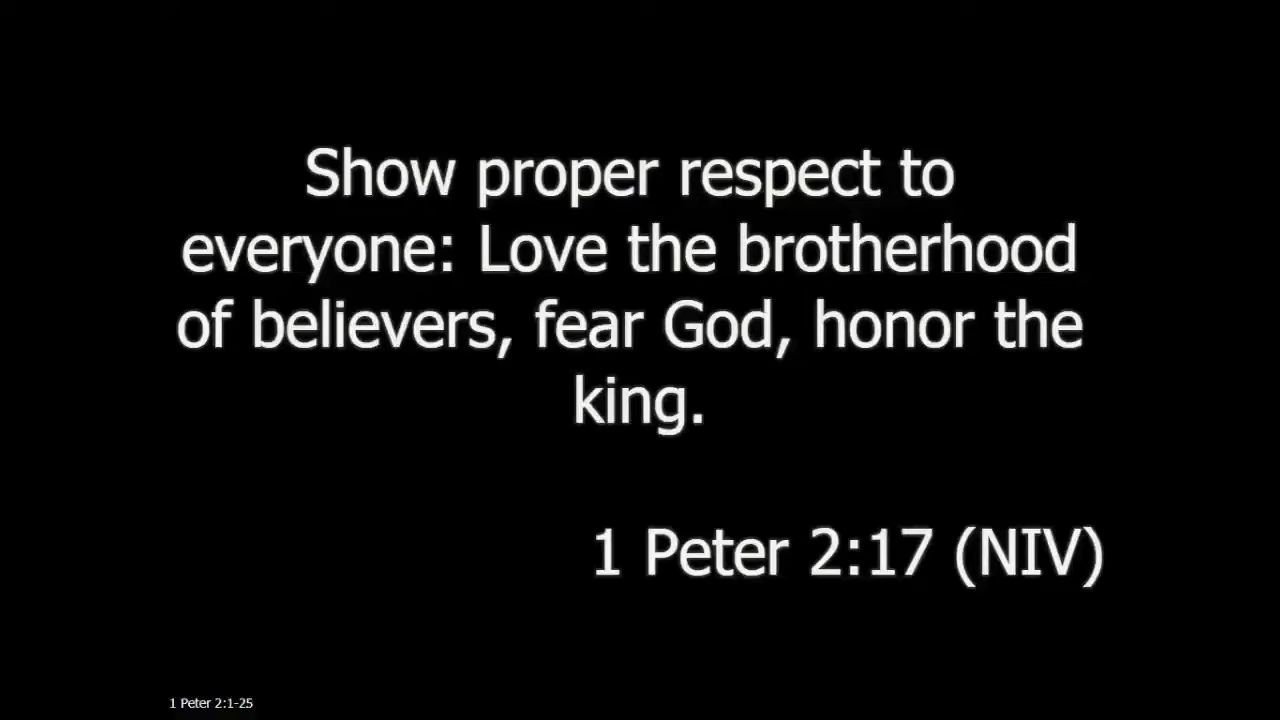 Show proper respect to
everyone: Love the brotherhood
of believers, fear God, honor the
king.
1 Peter 2:17 (NIV)
1 Peter 2:1-25